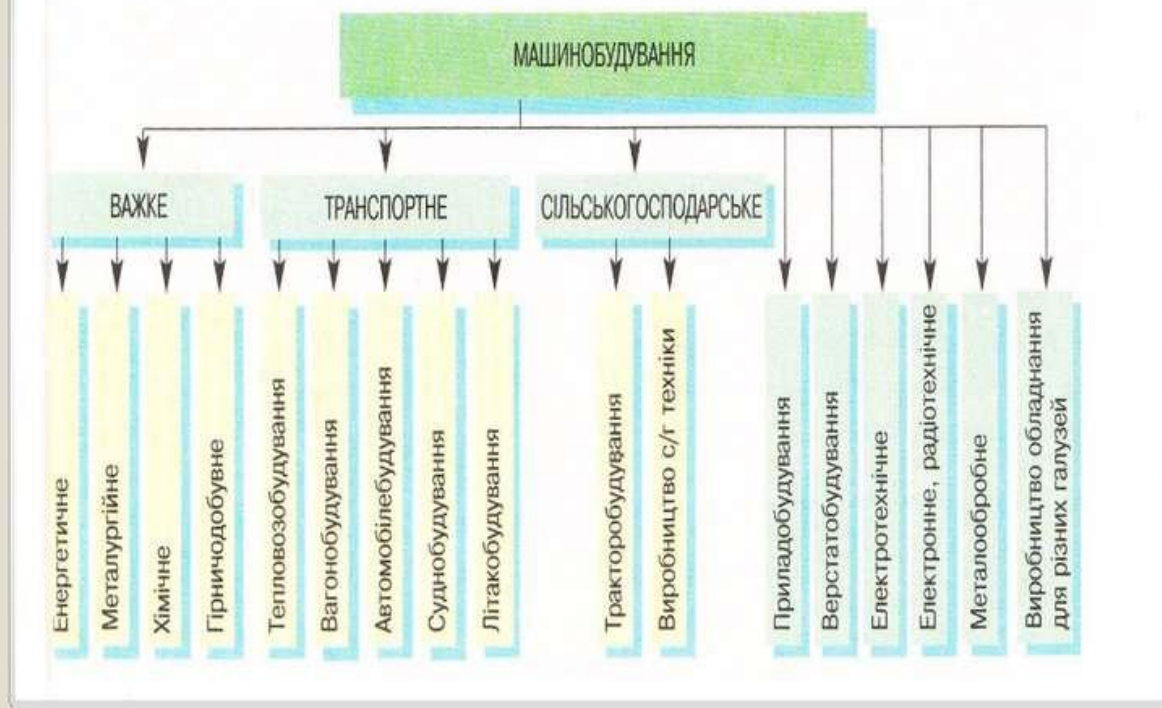 МАШИНОБУДУВАННЯ
ВАЖКЕ
ТРАНСПОРТНЕ
СІЛЬСЬКОГОСПОДАРСЬКЕ
Енергетичне
Металургійне
Хімічне
Гірничодобувне
Тепловозобудування
Вагонобудування
Автомобілебудування
Суднобудування
Літакобудування
Тракторобудування
Виробництво с/г техніки
Приладобудування
Верстатобудування
Електротехнічне
Електронне, радіотехнічне
Металообробне
Виробництво обладнання
для різних галузей